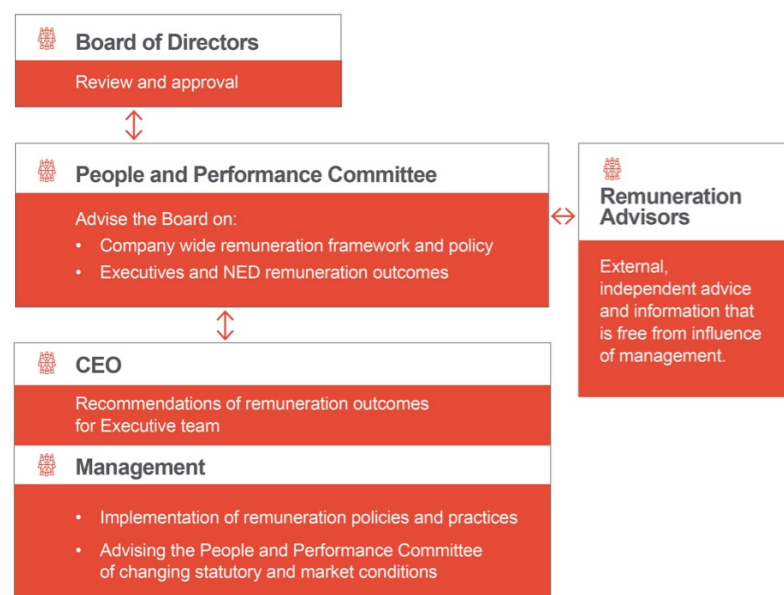 Board of Directors
Review and approval
People and Performance Committee
Advise the Board on:
• Company wide remuneration framework and policy
• Executives and NED remuneration outcomes
Remuneration
Advisors
External,
independent advice
and information that
is free from influence
of management.
CEO
Recommendations of remuneration outcomes
for Executive team
Management
• Implementation of remuneration policies and practices
• Advising the People and Performance Committee
of changing statutory and market conditions